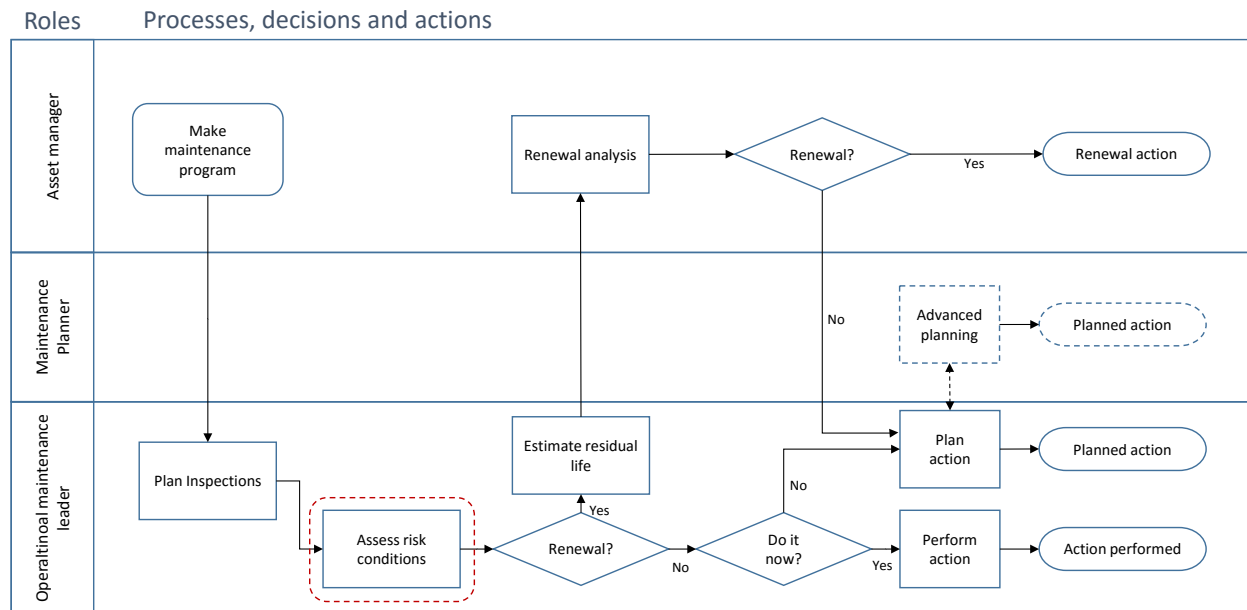 Roles
Processes, decisions and actions
Asset manager
Make
maintenance
program
Renewal analysis
Renewal?
Yes
Renewal action
No
Maintenance
Planner
Advanced
planning
Planned action
Operaltinoal maintenance
leader
Plan Inspections
Assess risk
conditions
Estimate residual
life
Yes
Renewal?
No
Do it
now?
No
Yes
Plan
action
Planned action
Perform
action
Action performed